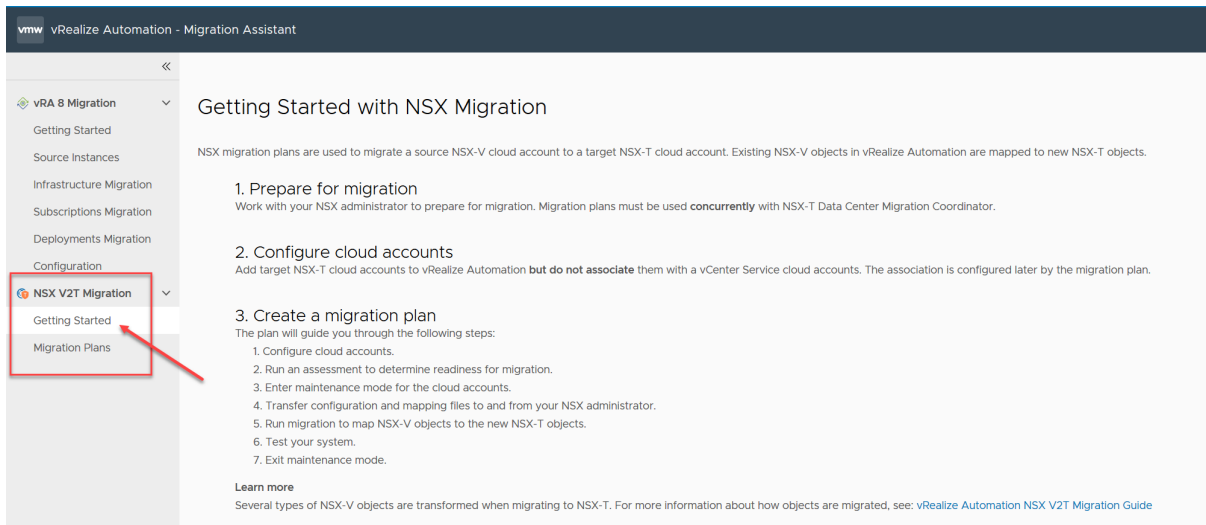 vmw vRealize Automation - Migration Assistant
vRA 8 Migration
Getting Started
Source Instances
Infrastructure Migration
Subscriptions Migration
Deployments Migration
Configuration
NSX V2T Migration
Getting Started
Migration Plans
Getting Started with NSX Migration
NSX migration plans are used to migrate a source NSX-V cloud account to a target NSX-T cloud account. Existing NSX-V objects in vRealize Automation are mapped to new NSX-T objects.
1. Prepare for migration
Work with your NSX administrator to prepare for migration. Migration plans must be used concurrently with NSX-T Data Center Migration Coordinator.
2. Configure cloud accounts
Add target NSX-T cloud accounts to vRealize Automation but do not associate them with a vCenter Service cloud accounts. The association is configured later by the migration plan.
3. Create a migration plan
The plan will guide you through the following steps:
1. Configure cloud accounts.
2. Run an assessment to determine readiness for migration.
3. Enter maintenance mode for the cloud accounts.
4. Transfer configuration and mapping files to and from your NSX administrator.
5. Run migration to map NSX-V objects to the new NSX-T objects.
6. Test your system.
7. Exit maintenance mode.
Learn more
Several types of NSX-V objects are transformed when migrating to NSX-T. For more information about how objects are migrated, see: vRealize Automation NSX V2T Migration Guide